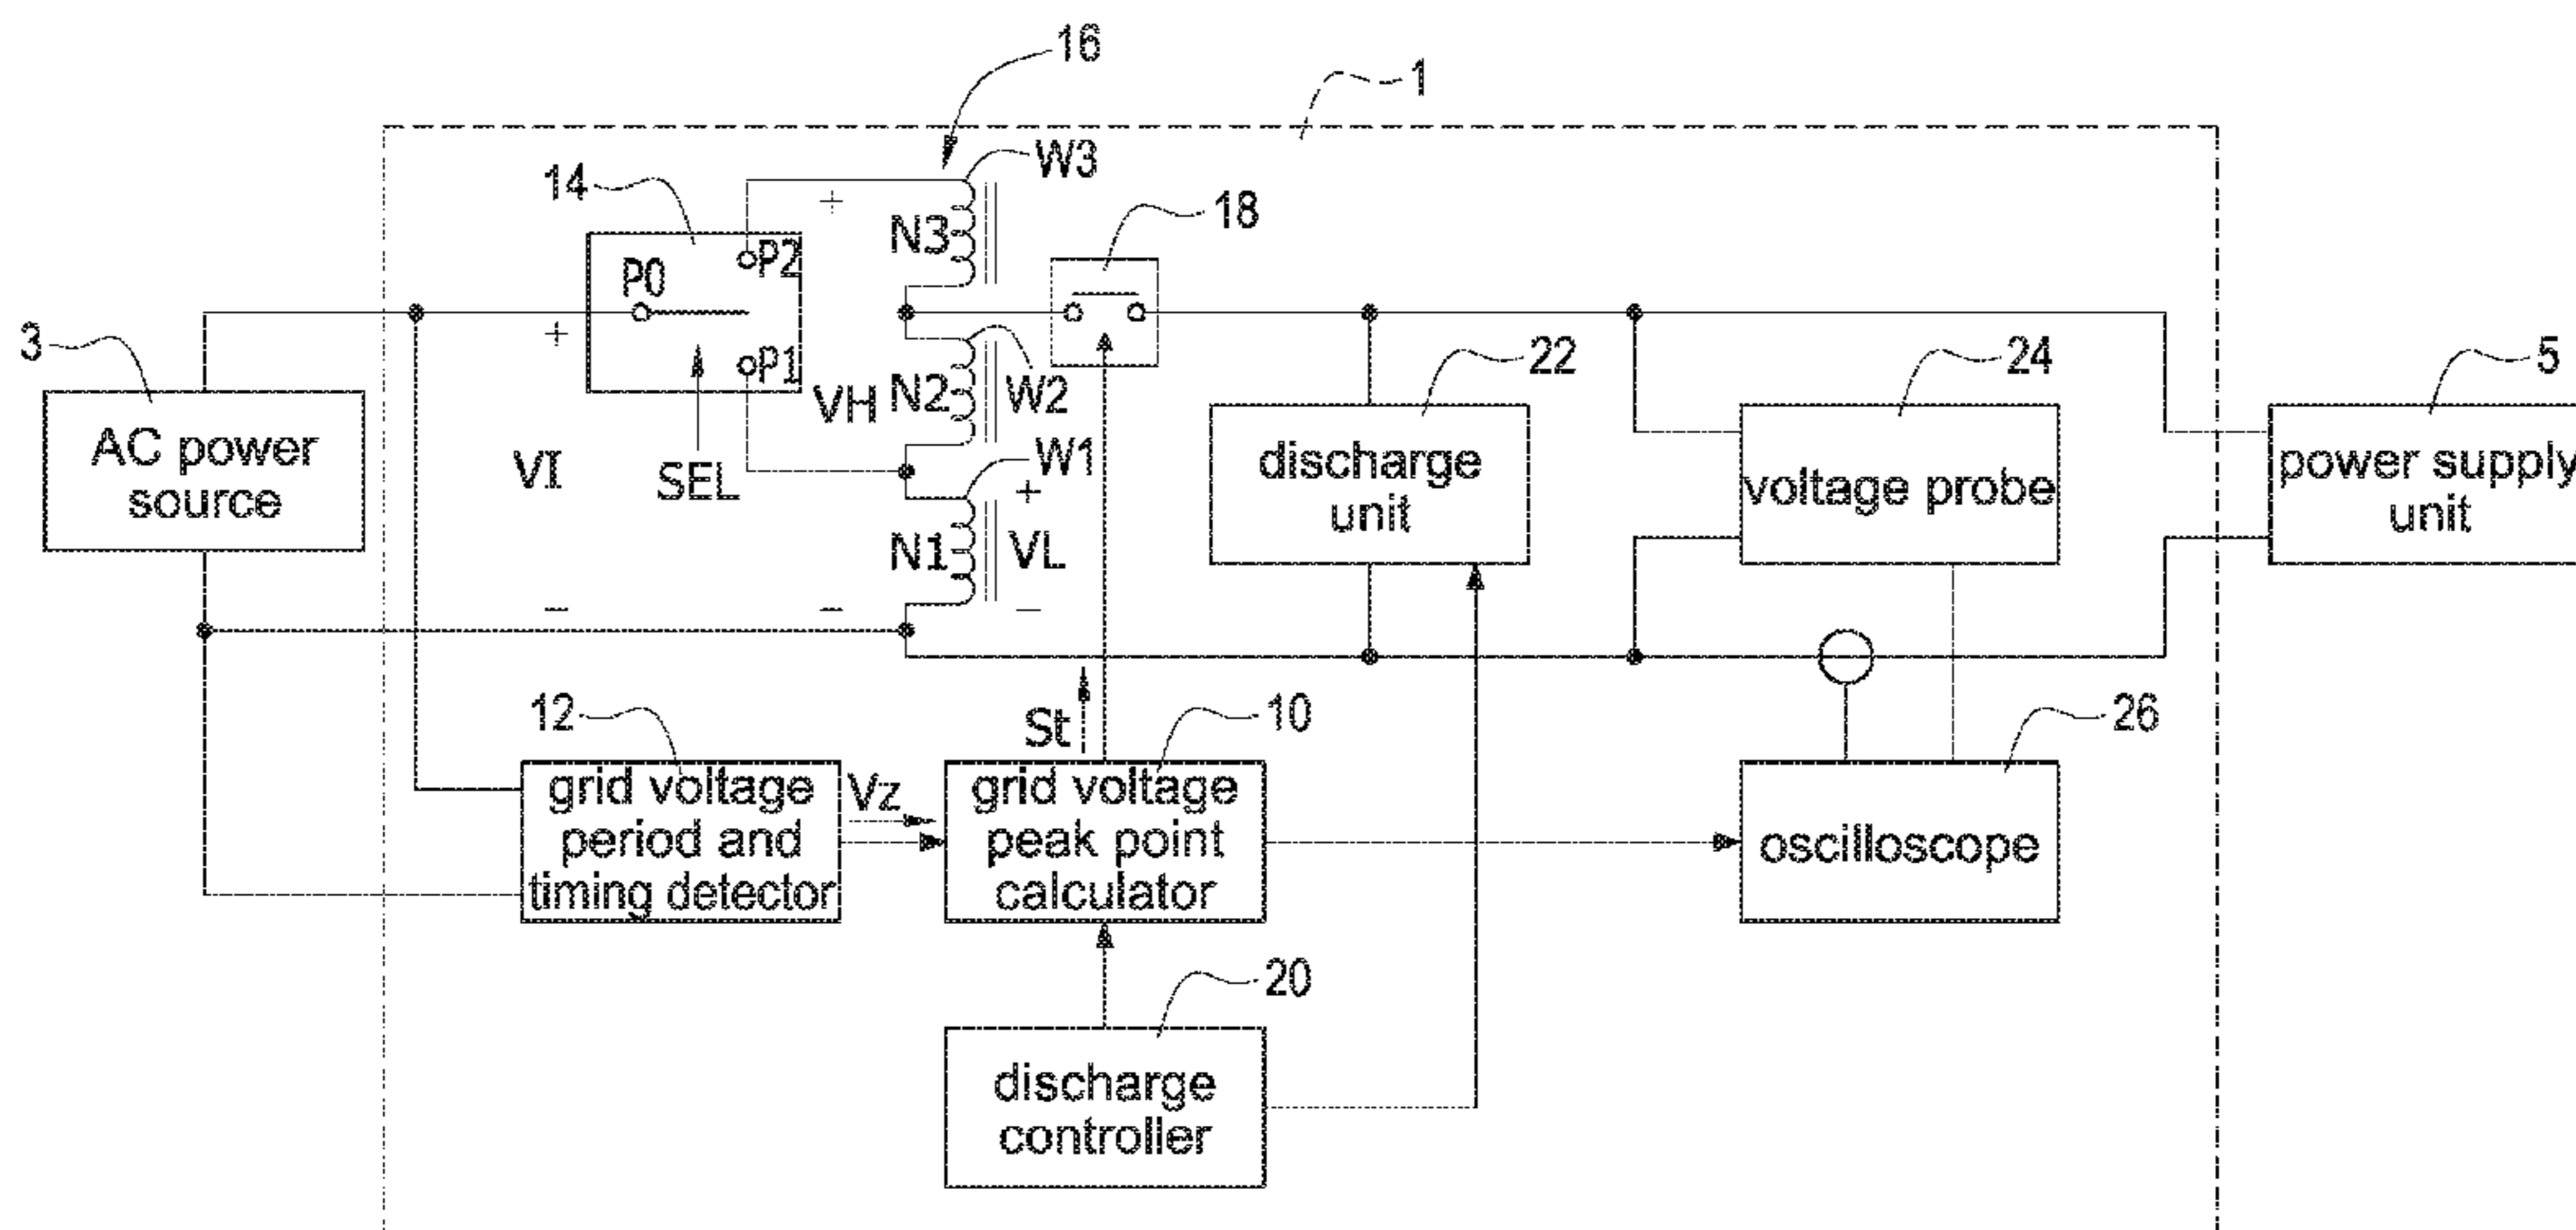 16
1
W3
14
+
N3
18
P2
P0
3
+
P1
22
24
5
VH
N2
W2
AC power
source
VI
SEL
W1
+
discharge
unit
voltage probe
power supply
unit
N1
VL
−
−
−
12
St
10
26
grid voltage
period and
timing detector
Vz
grid voltage
peak point
calculator
oscilloscope
20
discharge
controller